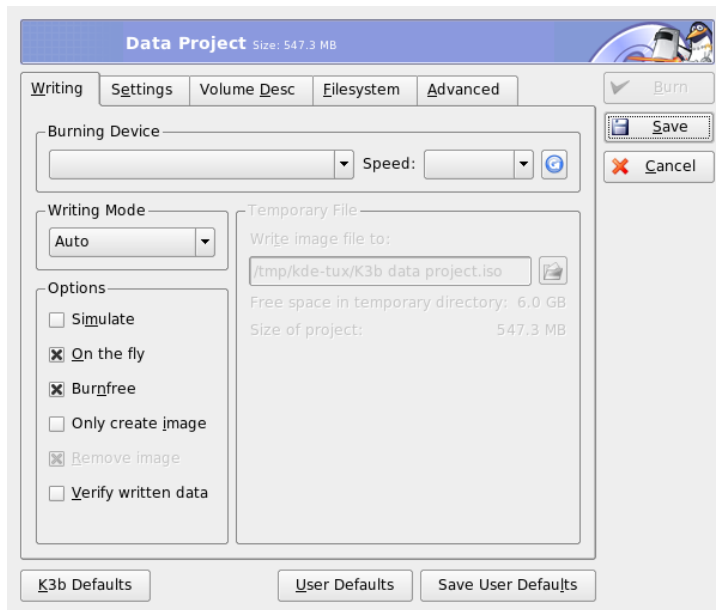 Data Project Size: 547.3 MB
Writing Settings Volume Desc Filesystem Advanced
Burn
Save
Cancel
Burning Device
Speed:
Writing Mode
Auto
Options
Simulate
On the fly
Burnfree
Only create image
Remove image
Verify written data
Temporary File
Write image file to:
/tmp/kde-tux/K3b data project.iso
Free space in temporary directory: 6.0 GB
Size of project: 547.3 MB
K3b Defaults User Defaults Save User Defaults